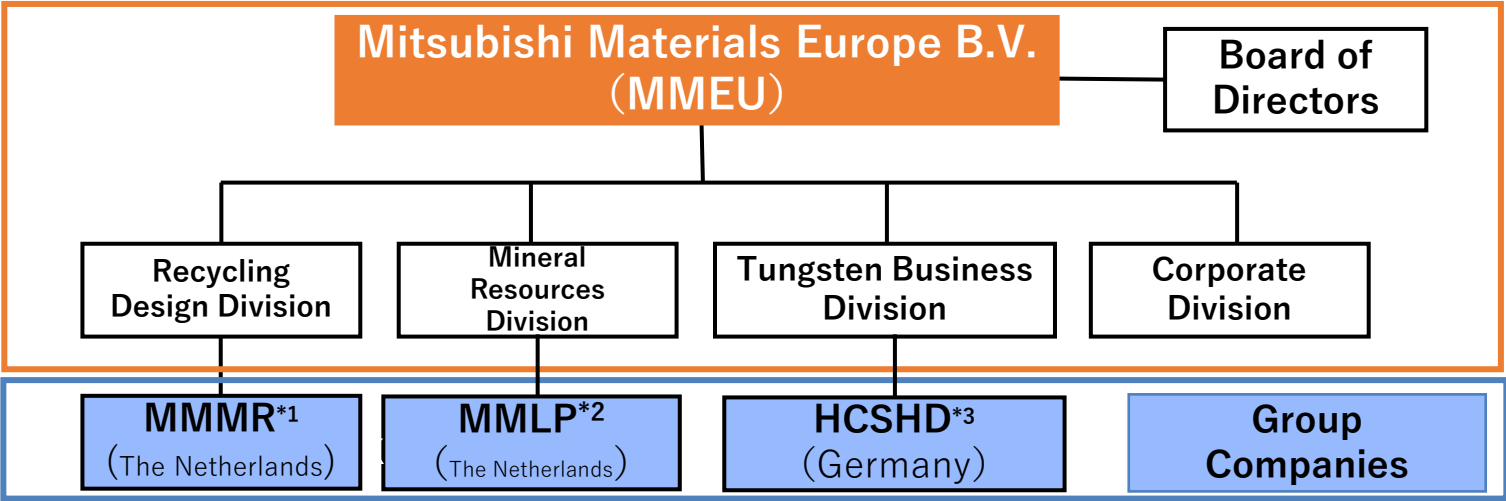 Mitsubishi Materials Europe B.V.
（MMEU）
Board of
Directors
Recycling
Design Division
Mineral
Resources
Division
Tungsten Business
Division
Corporate
Division
MMMR*1
（The Netherlands）
MMLP*2
（The Netherlands）
HCSHD*3
（Germany）
Group
Companies